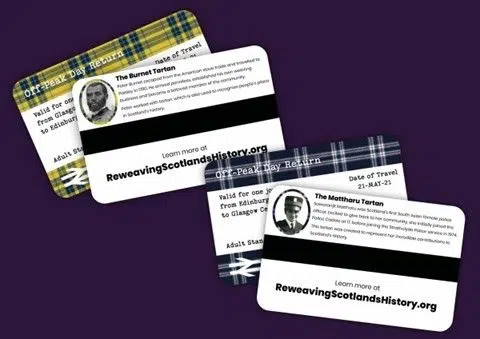 Off-Peak Day Return
Date of Travel
Valid for one
from Glasgow
to Edinbur
Adult Stan
The Burnet Tartan
Peter Burnet escaped from the American slave trade and travelled to
Paisley in 1780. He arrived penniless, established his own weaving
business and became a beloved member of the community.
Peter worked with tartan which is also used to recognise people's place
in Scotland's history.
Learn more at
ReweavingScotlandsHistory.org
Off-Peak Day Return
Date of Travel
21-MAY-21
Valid for one jo
from Edinbur
to Glasgow Ce
Adult Stan
The Mattharu Tartan
was Scotland's first South Asian female police
officer. Excited to give back to her community, she initially joined the
Police Cadets at 17, before joining the Strathclyde Police service in 1974.
This tartan was created to represent her incredible contributions to
Scotland's History.
Learn more at
ReweavingScotlandsHistory.org